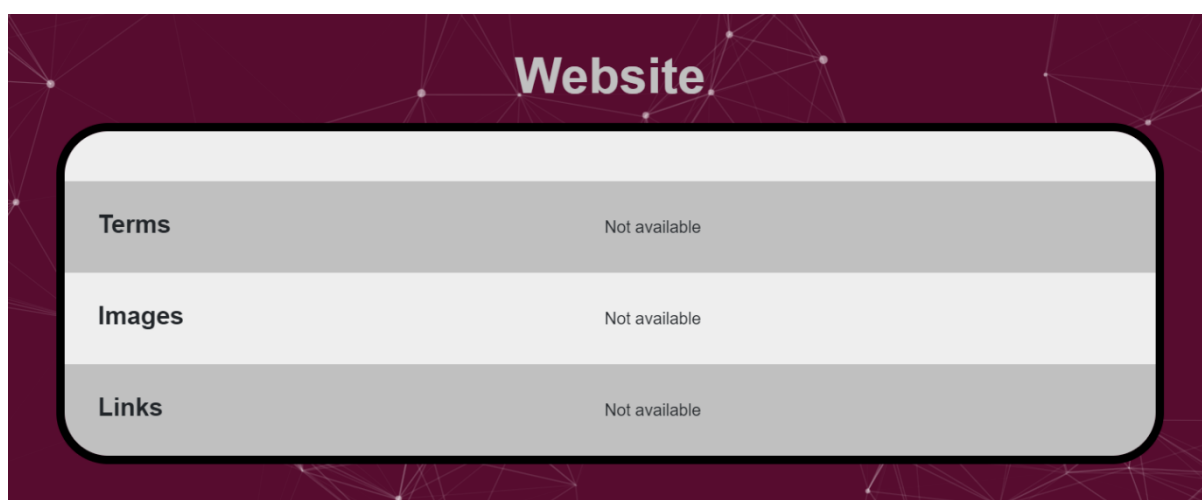 Website
Terms Not available
Images Not available
Links Not available